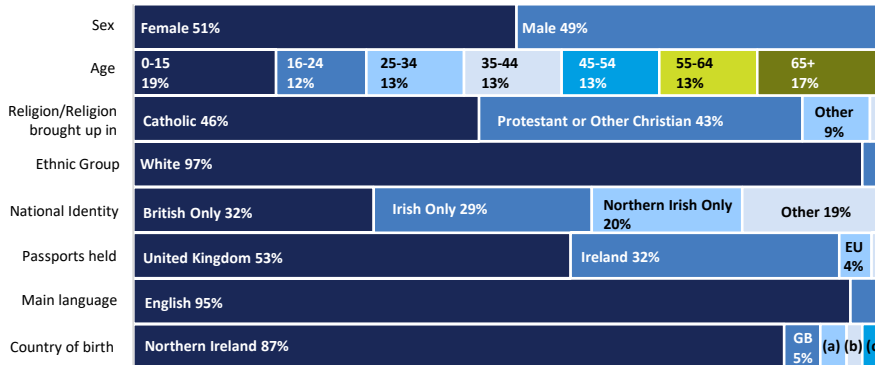 Sex
Female 51%
Male 49%
Age
0-15
19%
16-24
12%
25-34
13%
35-44
13%
45-54
13%
55-64
13%
65+
17%
Religion/Religion
brought up in
Catholic 46%
Protestant or Other Christian 43%
Other
9%
Ethnic Group
White 97%
National Identity
British Only 32%
Irish Only 29%
Northern Irish Only
20%
Other 19%
Passports held
United Kingdom 53%
Ireland 32%
EU
4%
Main language
English 95%
Country of birth
Northern Ireland 87%
GB
5%
(a)
(b)